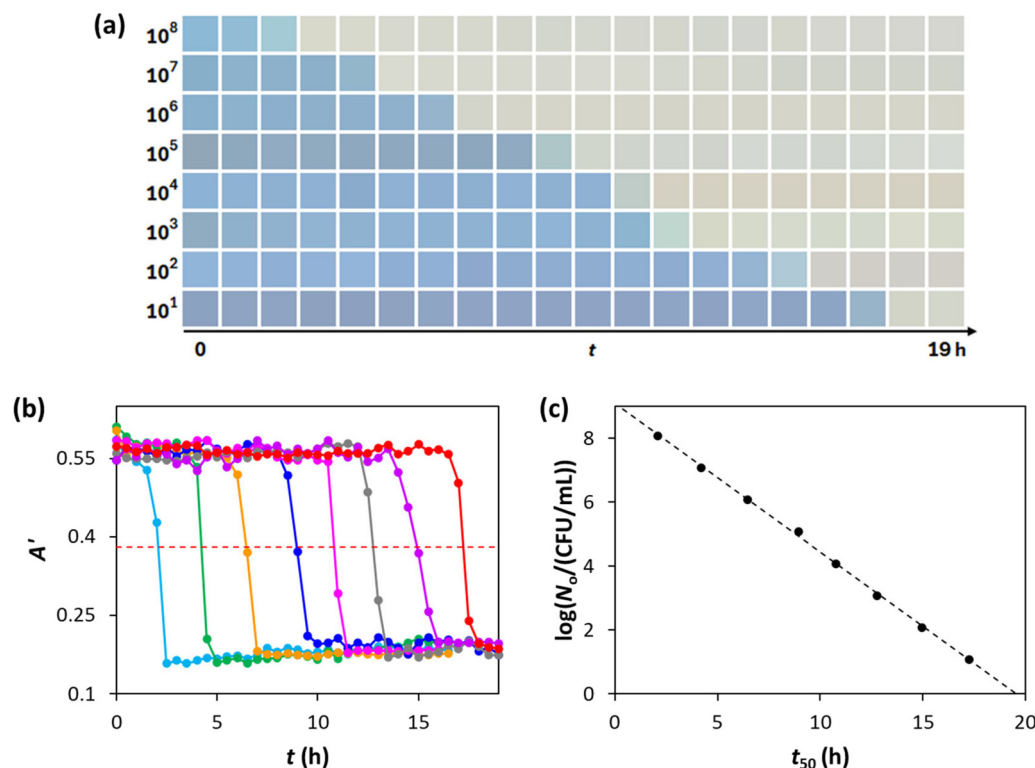 (a)
10⁸
10⁷
10⁶
10⁵
10⁴
10³
10²
10¹
0 t 19 h
(b)
A'
0.55
0.4
0.25
0.1
0 5 10 15
t (h)
(c)
log(Nₒ/(CFU/mL))
8
6
4
2
0
0 5 10 15 20
t₅₀ (h)